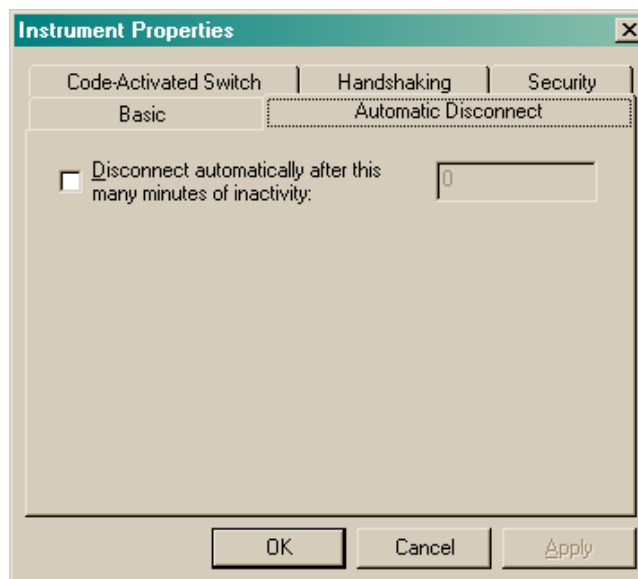 Instrument Properties
Code-Activated Switch Handshaking Security
Basic Automatic Disconnect
Disconnect automatically after this
many minutes of inactivity:
0
OK Cancel Apply